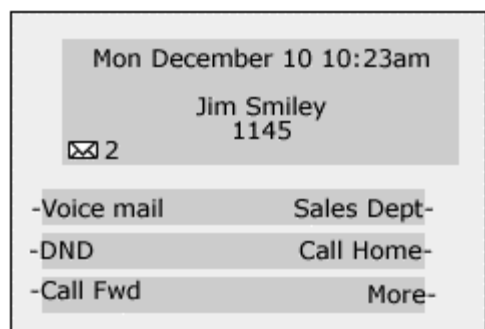 Mon December 10 10:23am
Jim Smiley
1145
2
-Voice mail Sales Dept-
-DND Call Home-
-Call Fwd More-